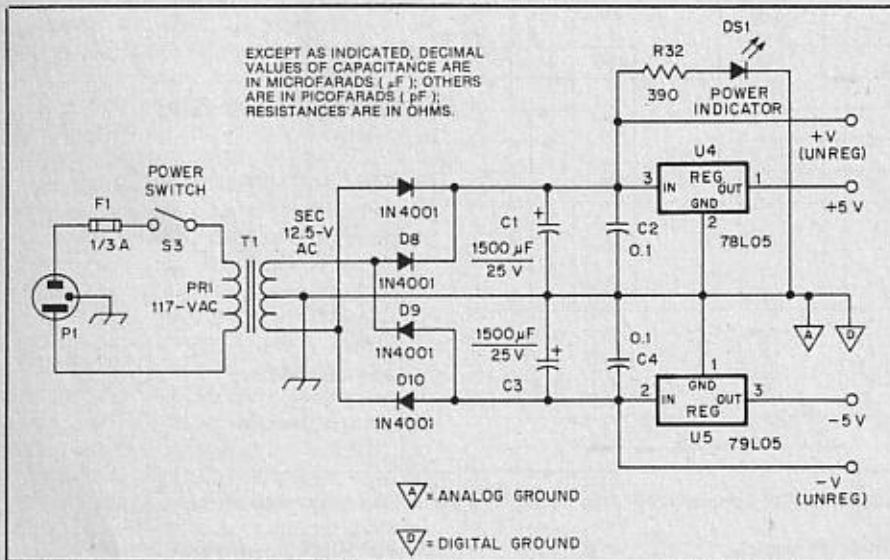 EXCEPT AS INDICATED, DECIMAL
VALUES OF CAPACITANCE ARE
IN MICROFARADS ( μF ); OTHERS
ARE IN PICOFARADS ( pF );
RESISTANCES ARE IN OHMS.
DS1
R32
390
POWER
INDICATOR
+V
(UNREG)
U4
3 IN REG OUT 1
GND
2
+5 V
78L05
POWER
SWITCH
F1
1/3 A
S3
T1
SEC
12.5-V
AC
PRI
117-VAC
P1
1N4001
D8
1N4001
D9
1N4001
D10
1N4001
C1
+
1500 μF
25 V
C2
0.1
1500 μF
25 V
+
C3
0.1
C4
A
D
1
GND
2 IN OUT 3
REG
U5
79L05
-5 V
-V
(UNREG)
A = ANALOG GROUND
D = DIGITAL GROUND